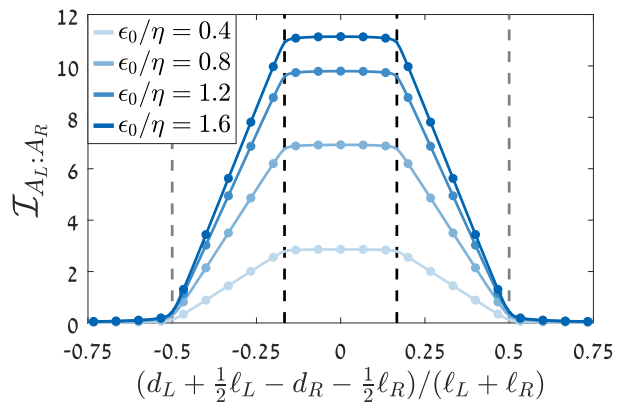 12
10
8
6
4
2
0
ϵ₀/η = 0.4
ϵ₀/η = 0.8
ϵ₀/η = 1.2
ϵ₀/η = 1.6
𝓘_{A_L:A_R}
-0.75 -0.5 -0.25 0 0.25 0.5 0.75
(d_L + ½ℓ_L − d_R − ½ℓ_R)/(ℓ_L + ℓ_R)